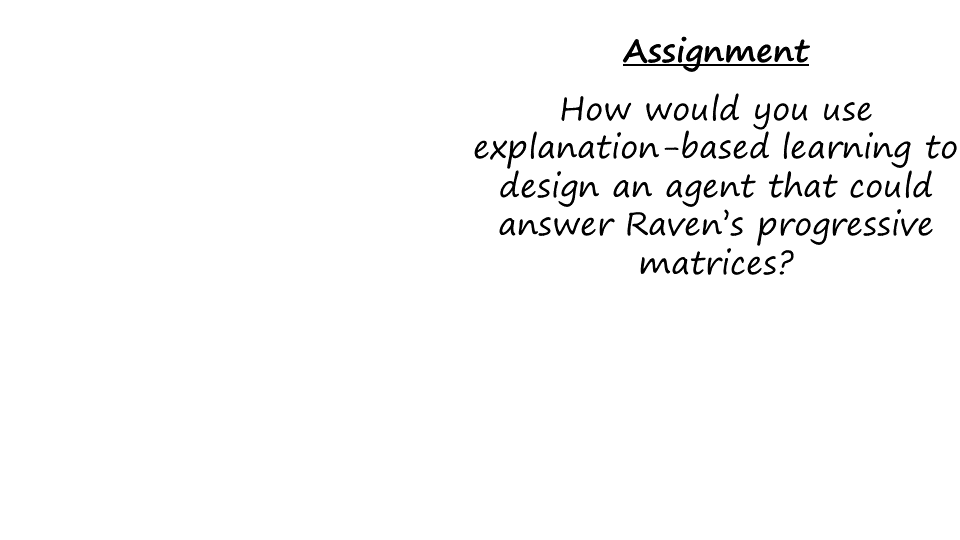 Assignment
How would you use
explanation-based learning to
design an agent that could
answer Raven’s progressive
matrices?